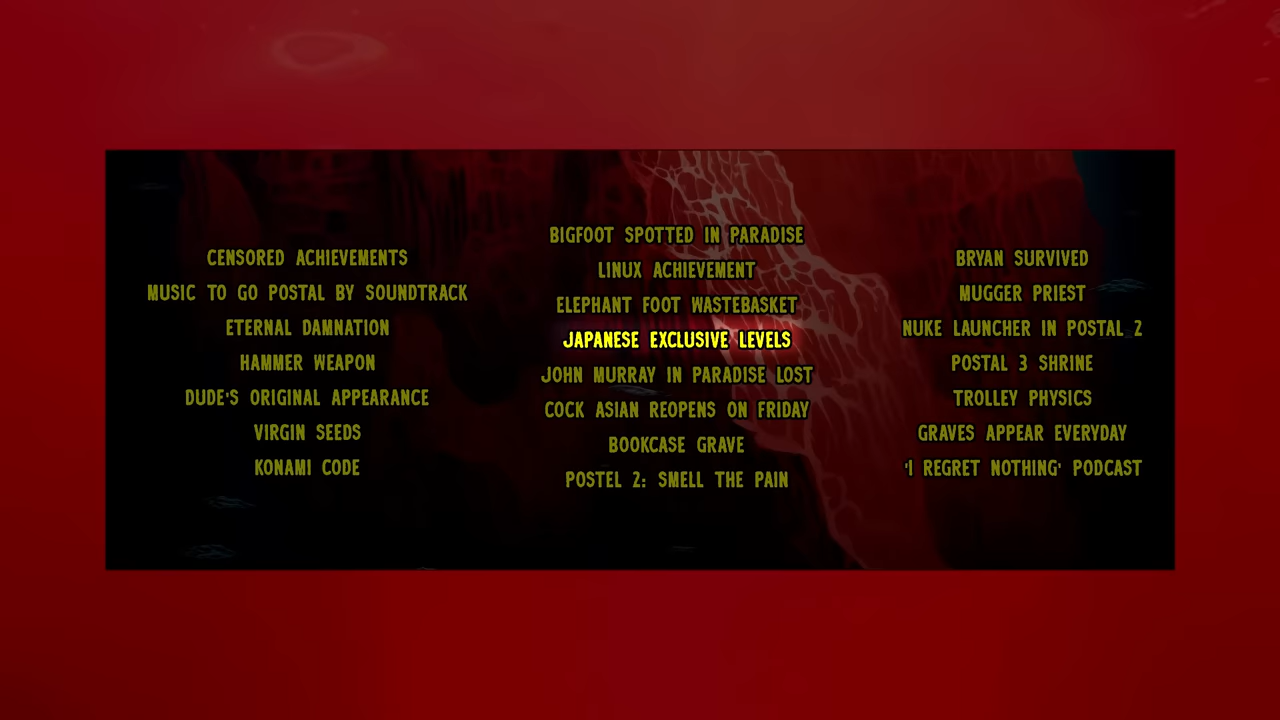 CENSORED ACHIEVEMENTS
MUSIC TO GO POSTAL BY SOUNDTRACK
ETERNAL DAMNATION
HAMMER WEAPON
DUDE'S ORIGINAL APPEARANCE
VIRGIN SEEDS
KONAMI CODE
BIGFOOT SPOTTED IN PARADISE
LINUX ACHIEVEMENT
ELEPHANT FOOT WASTEBASKET
JAPANESE EXCLUSIVE LEVELS
JOHN MURRAY IN PARADISE LOST
COCK ASIAN REOPENS ON FRIDAY
BOOKCASE GRAVE
POSTEL 2: SMELL THE PAIN
BRYAN SURVIVED
MUGGER PRIEST
NUKE LAUNCHER IN POSTAL 2
POSTAL 3 SHRINE
TROLLEY PHYSICS
GRAVES APPEAR EVERYDAY
'I REGRET NOTHING' PODCAST